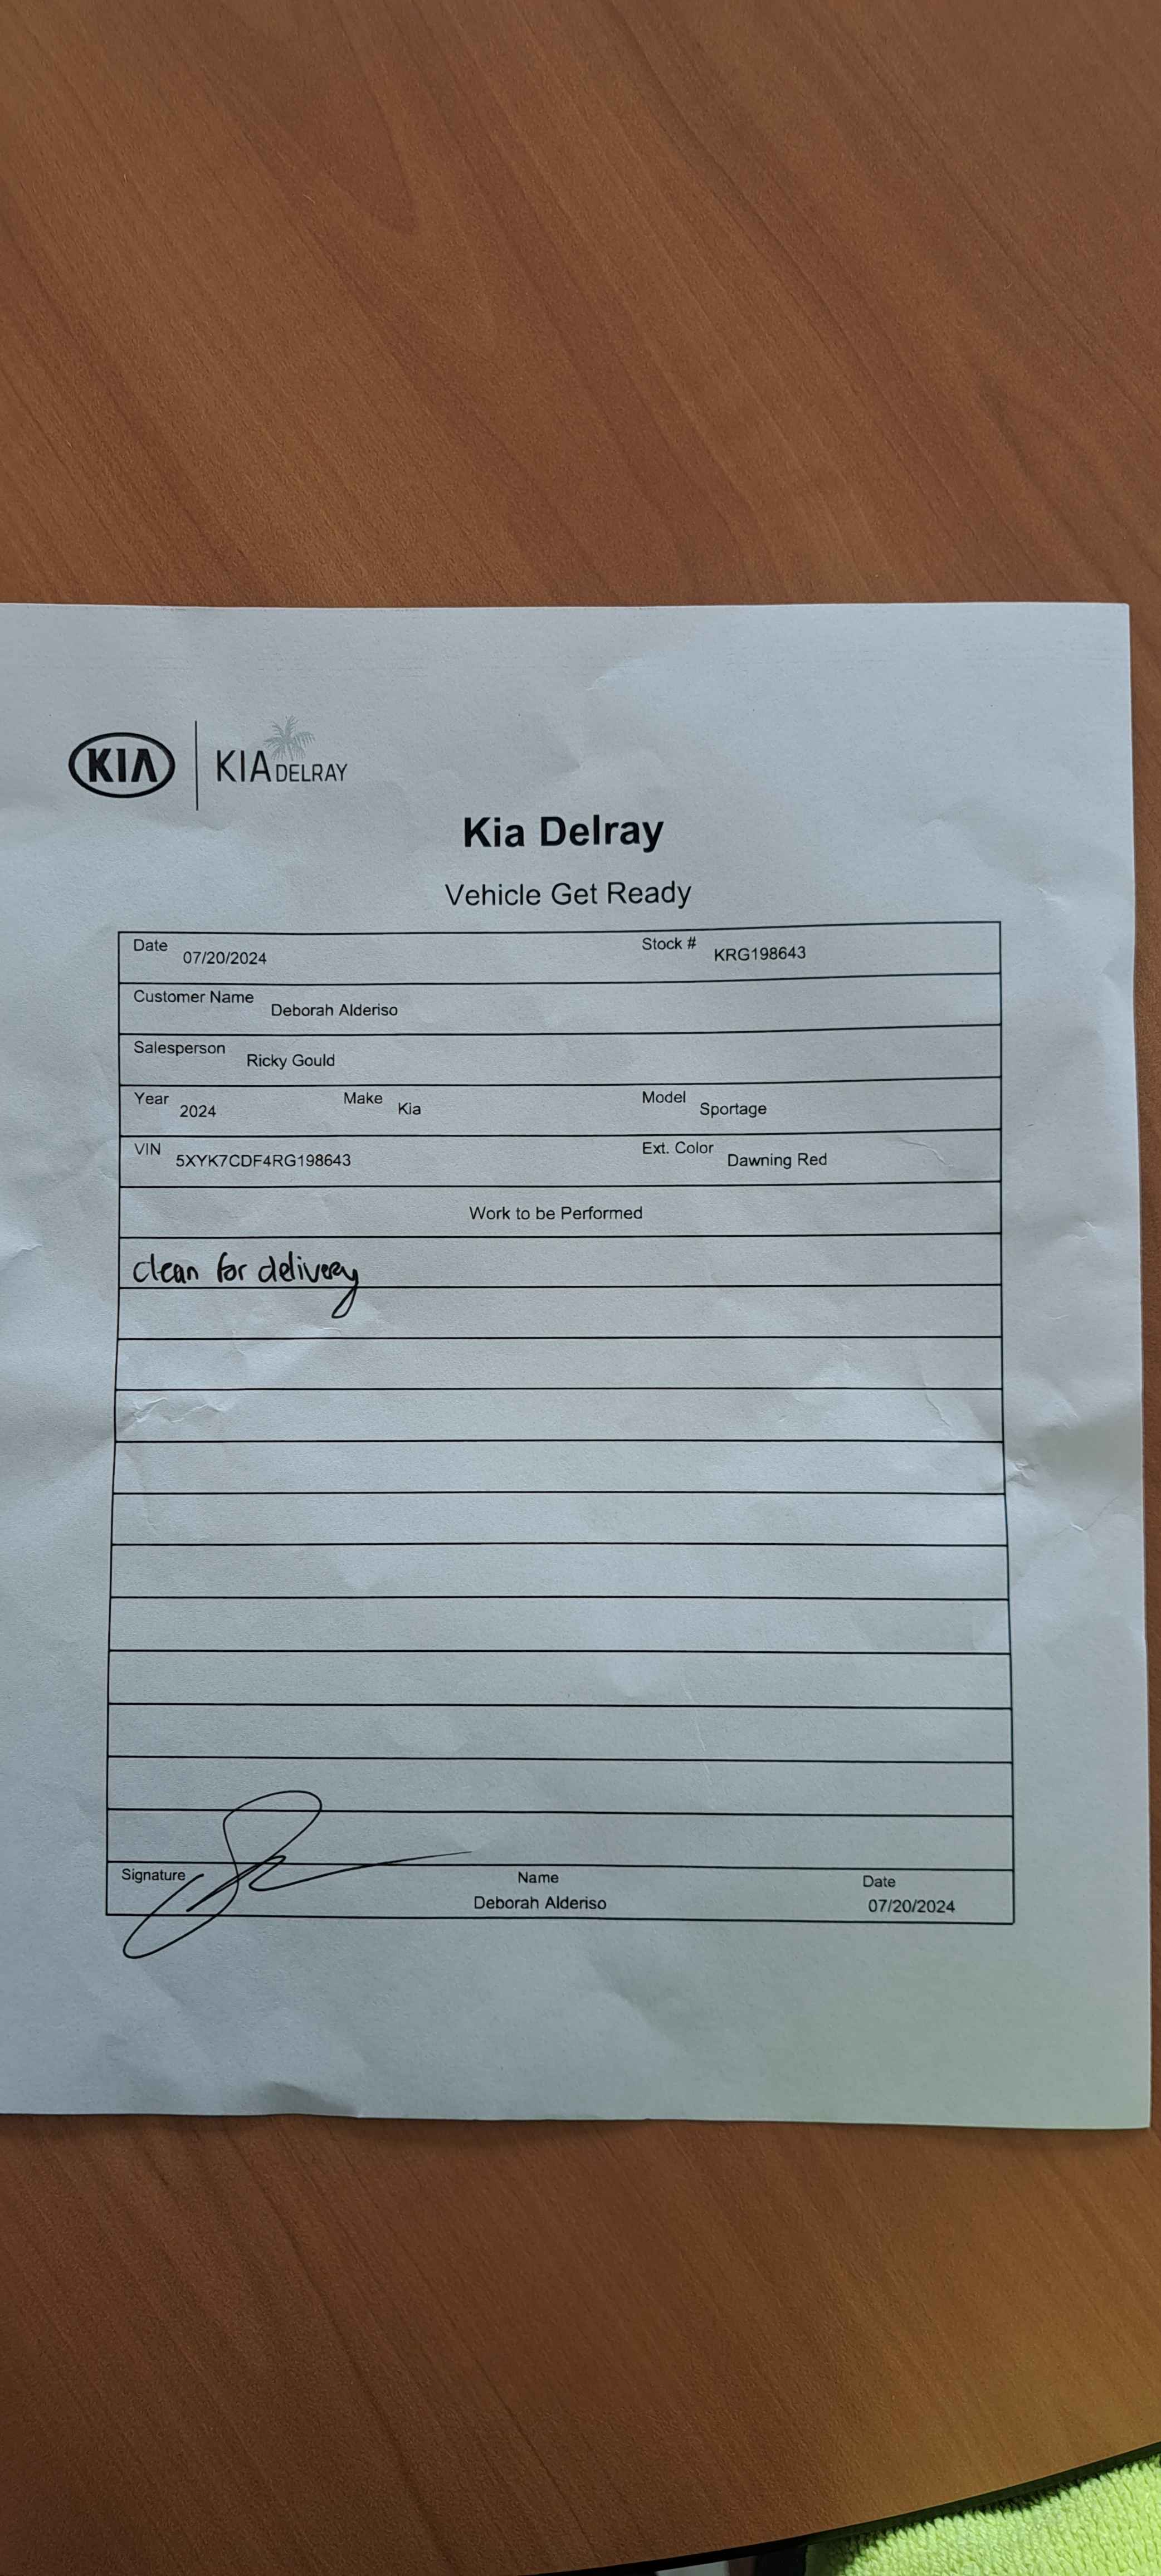 KIA KIA DELRAY
Kia Delray
Vehicle Get Ready
Date 07/20/2024 Stock # KRG198643
Customer Name Deborah Alderiso
Salesperson Ricky Gould
Year 2024 Make Kia Model Sportage
VIN 5XYK7CDF4RG198643 Ext. Color Dawning Red
Work to be Performed
clean for delivery
Signature Name Date
Deborah Alderiso 07/20/2024